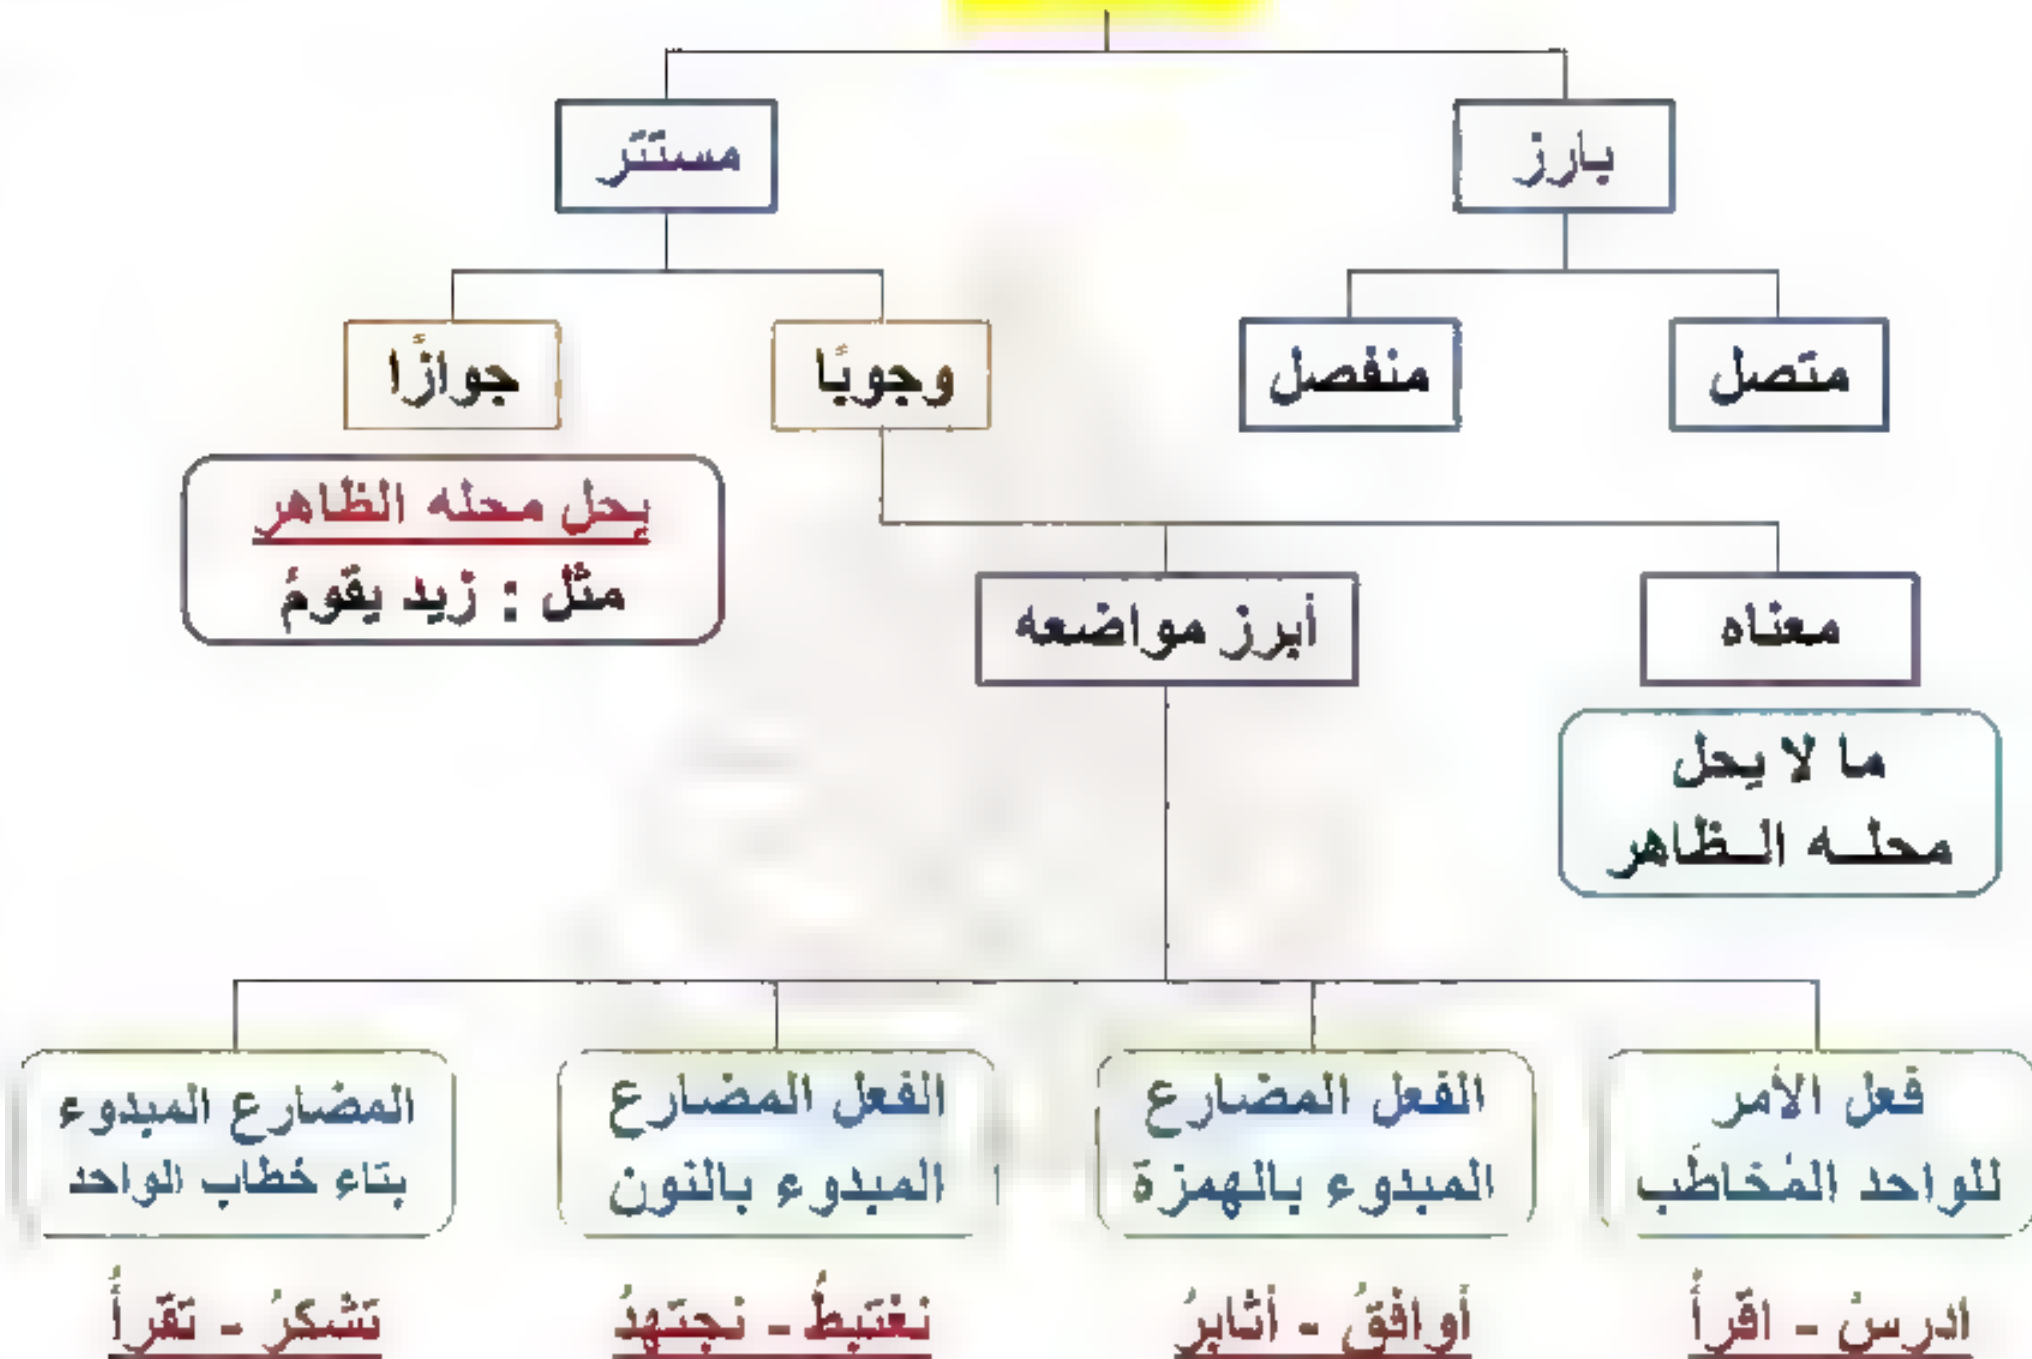 بارز
مستتر
متصل
منفصل
وجوبًا
جوازًا
يحل محله الظاهر
مثل : زيد يقومُ
معناه
أبرز مواضعه
ما لا يحل
محلـه الـظاهر
فعل الأمر
للواحد المُخاطَب
الفعل المضارع
المبدوء بالهمزة
الفعل المضارع
المبدوء بالنون
المضارع المبدوء
بتاء خطاب الواحد
ادرسْ - اقرأْ
أوافقُ - أثابرُ
نغتبطُ - نجتهدُ
تشكرُ - تقرأُ